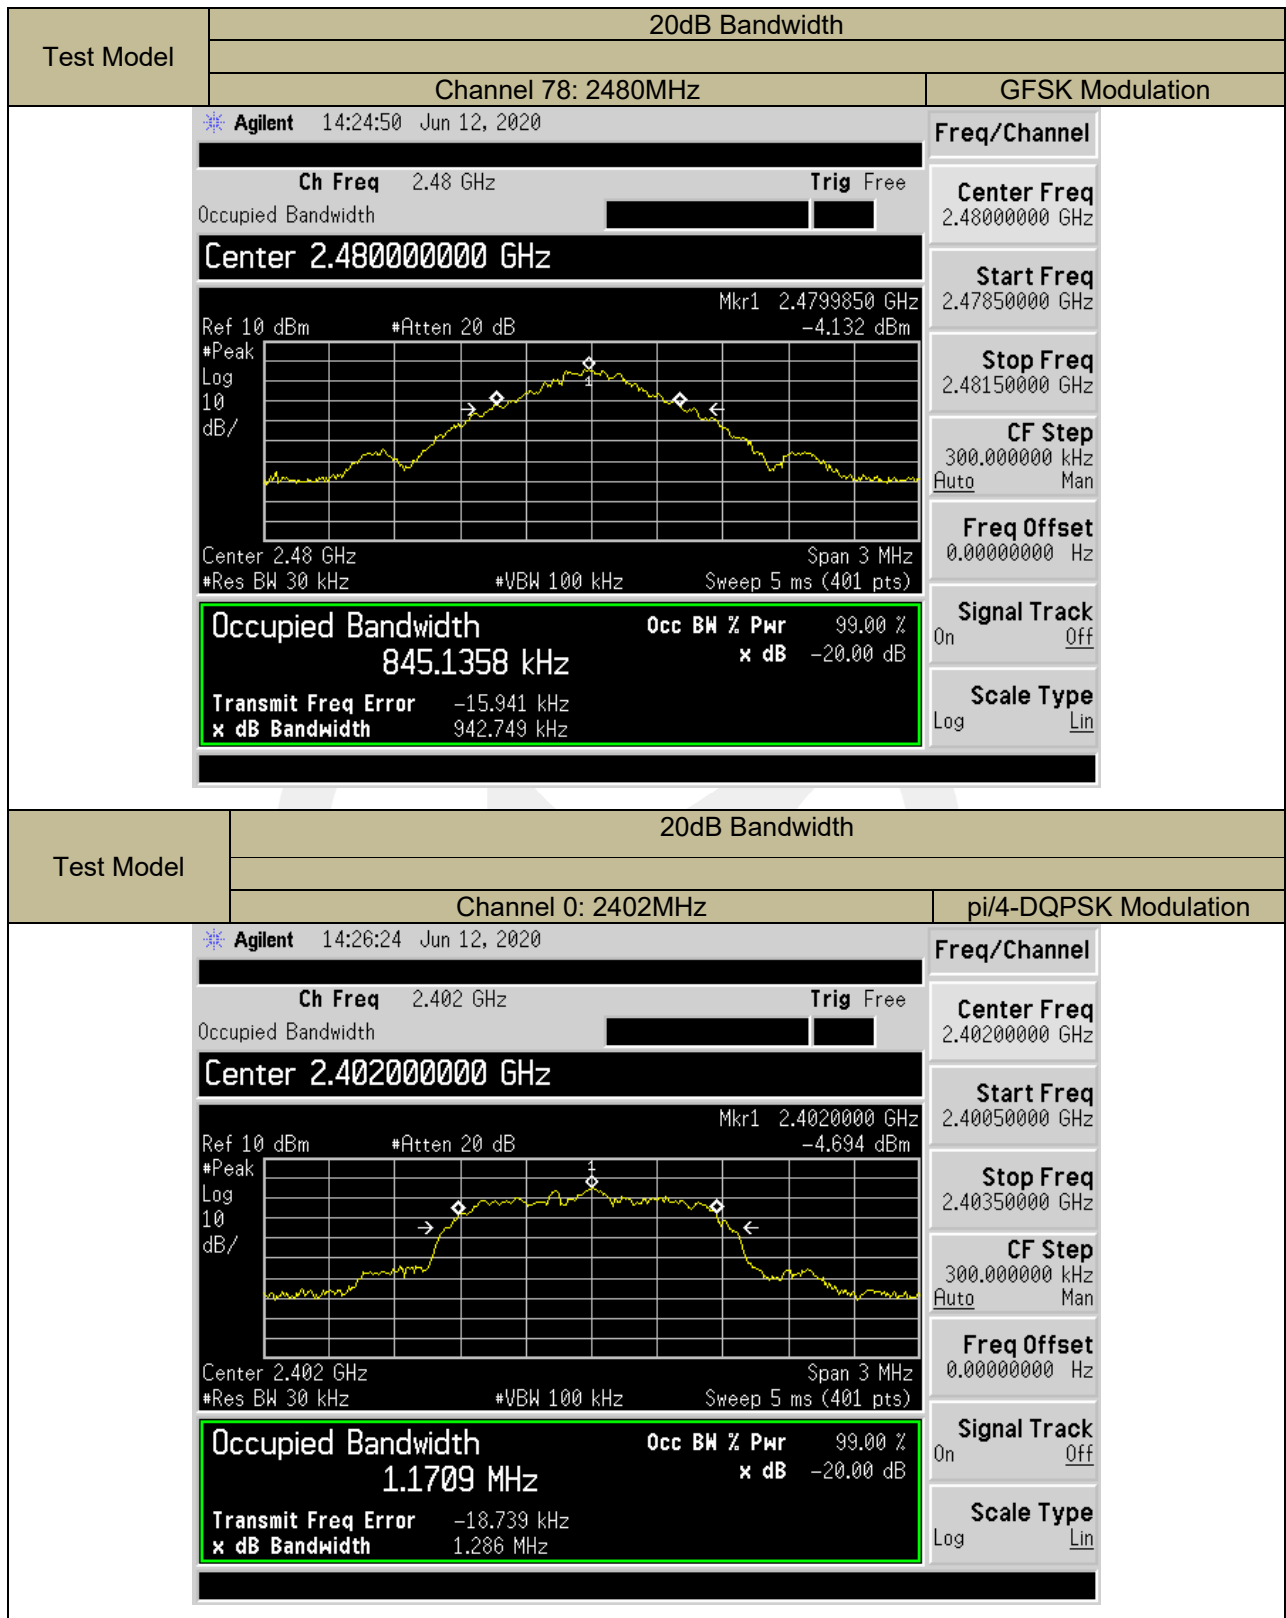 Test Model
20dB Bandwidth
Channel 78: 2480MHz
GFSK Modulation
Agilent 14:24:50 Jun 12, 2020
Freq/Channel
Ch Freq 2.48 GHz Trig Free
Occupied Bandwidth
Center 2.480000000 GHz
Mkr1 2.4799850 GHz
Ref 10 dBm #Atten 20 dB -4.132 dBm
#Peak
Log
10
dB/
1
Center 2.48 GHz Span 3 MHz
#Res BW 30 kHz #VBW 100 kHz Sweep 5 ms (401 pts)
Occupied Bandwidth Occ BW % Pwr 99.00 %
845.1358 kHz x dB -20.00 dB
Transmit Freq Error -15.941 kHz
x dB Bandwidth 942.749 kHz
Center Freq
2.48000000 GHz
Start Freq
2.47850000 GHz
Stop Freq
2.48150000 GHz
CF Step
300.000000 kHz
Auto Man
Freq Offset
0.00000000 Hz
Signal Track
On Off
Scale Type
Log Lin
Test Model
20dB Bandwidth
Channel 0: 2402MHz
pi/4-DQPSK Modulation
Agilent 14:26:24 Jun 12, 2020
Freq/Channel
Ch Freq 2.402 GHz Trig Free
Occupied Bandwidth
Center 2.402000000 GHz
Mkr1 2.4020000 GHz
Ref 10 dBm #Atten 20 dB -4.694 dBm
#Peak
Log
10
dB/
1
Center 2.402 GHz Span 3 MHz
#Res BW 30 kHz #VBW 100 kHz Sweep 5 ms (401 pts)
Occupied Bandwidth Occ BW % Pwr 99.00 %
1.1709 MHz x dB -20.00 dB
Transmit Freq Error -18.739 kHz
x dB Bandwidth 1.286 MHz
Center Freq
2.40200000 GHz
Start Freq
2.40050000 GHz
Stop Freq
2.40350000 GHz
CF Step
300.000000 kHz
Auto Man
Freq Offset
0.00000000 Hz
Signal Track
On Off
Scale Type
Log Lin